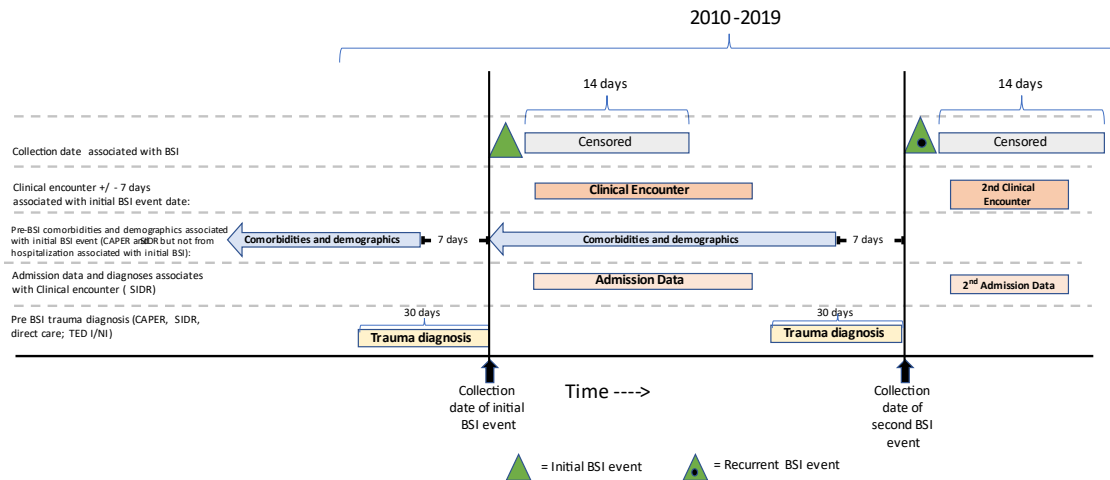 2010-2019
14 days
14 days
Collection date associated with BSI
Censored
Censored
Clinical encounter +/ - 7 days
associated with initial BSI event date:
Clinical Encounter
2nd Clinical
Encounter
Pre-BSI comorbidities and demographics associated
with initial BSI event (CAPER and SIDR but not from
hospitalization associated with initial BSI):
Comorbidities and demographics
7 days
Comorbidities and demographics
7 days
Admission data and diagnoses associates
with Clinical encounter ( SIDR)
Admission Data
2nd Admission Data
Pre BSI trauma diagnosis (CAPER, SIDR,
direct care; TED I/NI)
30 days
Trauma diagnosis
30 days
Trauma diagnosis
Collection
date of initial
BSI event
Time ---->
Collection
date of
second BSI
event
= Initial BSI event
= Recurrent BSI event